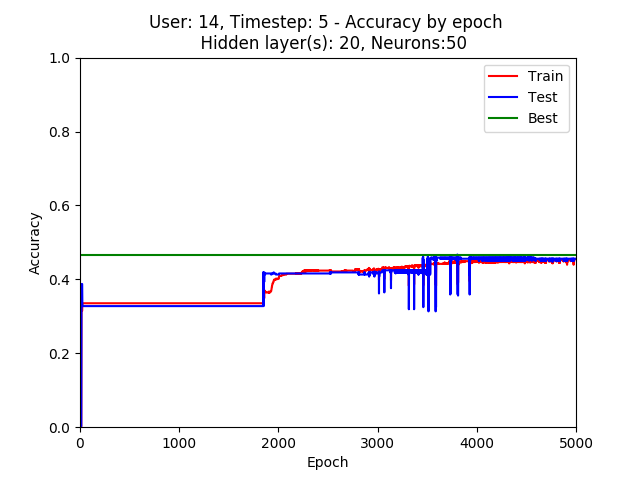 User: 14, Timestep: 5 - Accuracy by epoch
Hidden layer(s): 20, Neurons:50
1.0
0.8
0.6
0.4
0.2
0.0
Accuracy
Train
Test
Best
0 1000 2000 3000 4000 5000
Epoch